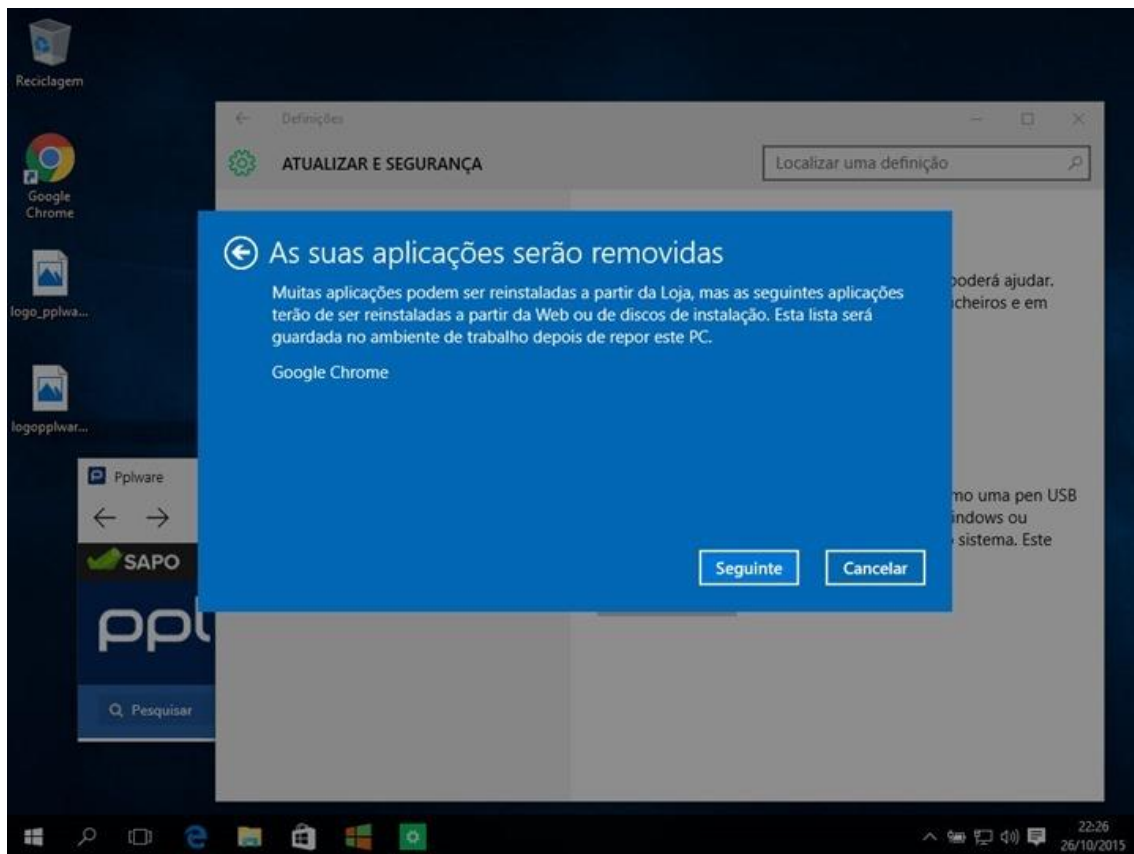 Reciclagem
Google
Chrome
logo_pplwa...
logopplwar...
Definições
ATUALIZAR E SEGURANÇA
Localizar uma definição
As suas aplicações serão removidas
Muitas aplicações podem ser reinstaladas a partir da Loja, mas as seguintes aplicações
terão de ser reinstaladas a partir da Web ou de discos de instalação. Esta lista será
guardada no ambiente de trabalho depois de repor este PC.
Google Chrome
Seguinte
Cancelar
poderá ajudar.
icheiros e em
mo uma pen USB
indows ou
sistema. Este
Pplware
SAPO
ppl
Pesquisar
22:26
26/10/2015